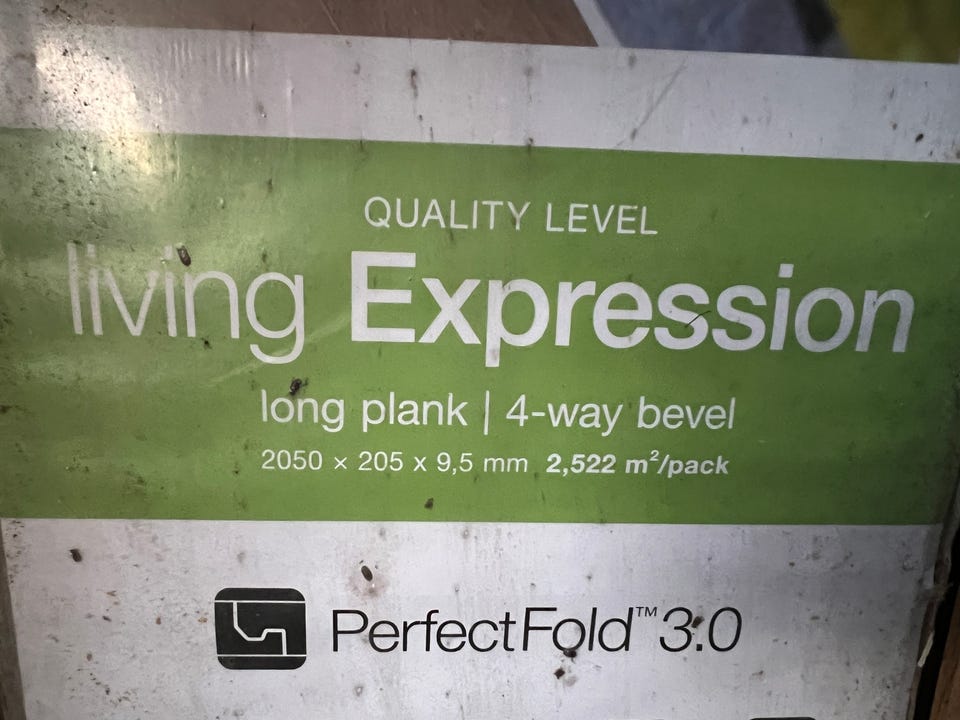 QUALITY LEVEL
living Expression
long plank | 4-way bevel
2050 × 205 x 9,5 mm 2,522 m²/pack
PerfectFold™ 3.0